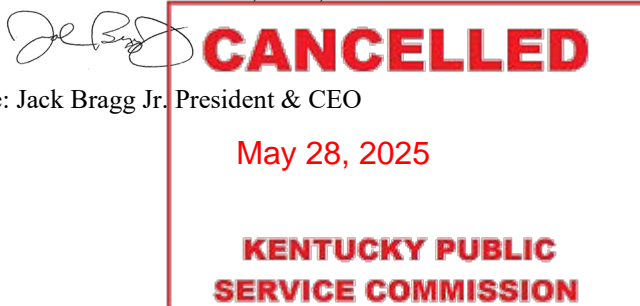 CANCELLED
: Jack Bragg Jr. President & CEO
May 28, 2025
KENTUCKY PUBLIC
SERVICE COMMISSION